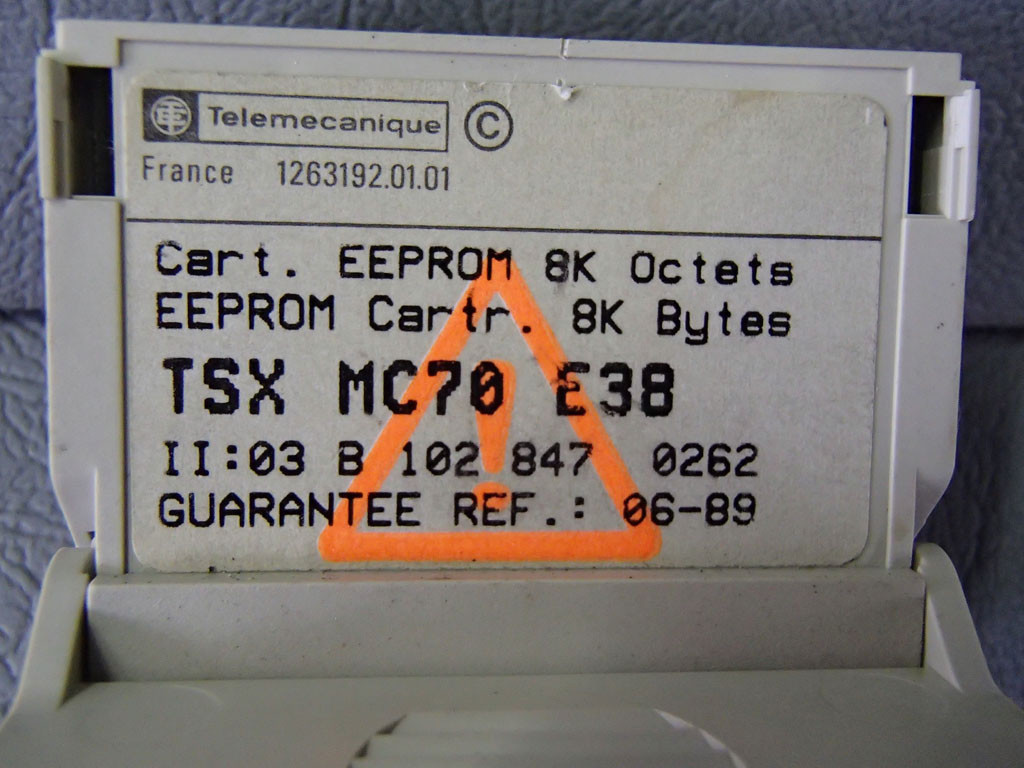 Telemecanique ©
France 1263192.01.01
Cart. EEPROM 8K Octets
EEPROM Cartr. 8K Bytes
TSX MC70 E38
II:03 B 102 847 0262
GUARANTEE REF.: 06-89